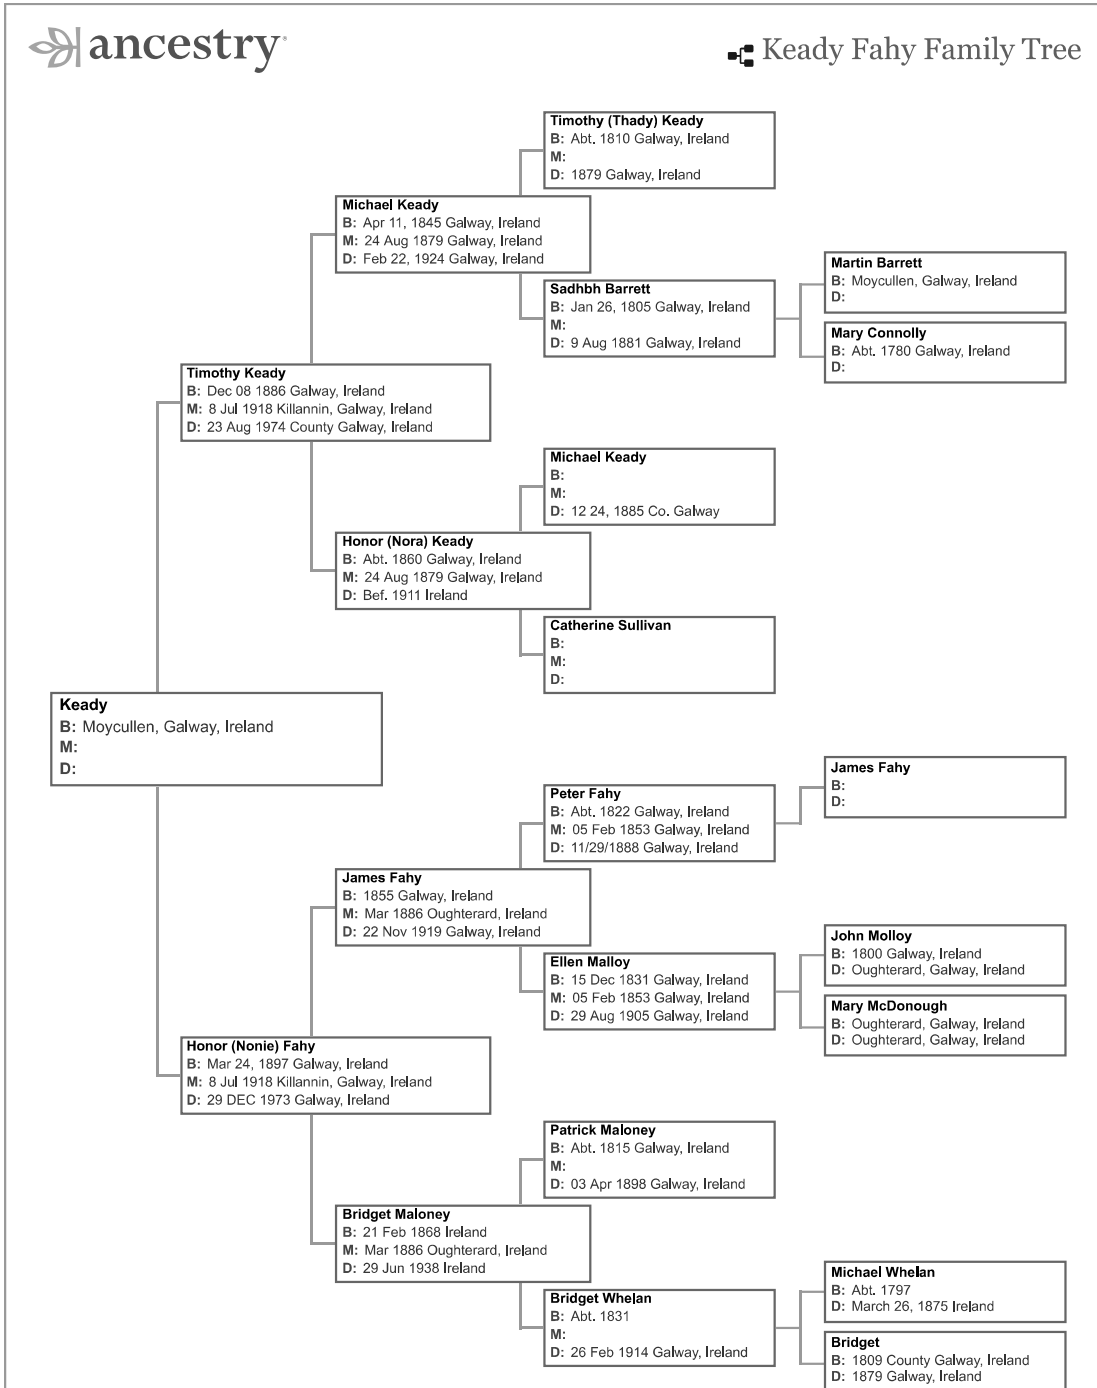 ancestry
Keady Fahy Family Tree
Timothy (Thady) Keady
B: Abt. 1810 Galway, Ireland
M:
D: 1879 Galway, Ireland
Michael Keady
B: Apr 11, 1845 Galway, Ireland
M: 24 Aug 1879 Galway, Ireland
D: Feb 22, 1924 Galway, Ireland
Martin Barrett
B: Moycullen, Galway, Ireland
D:
Sadhbh Barrett
B: Jan 26, 1805 Galway, Ireland
M:
D: 9 Aug 1881 Galway, Ireland
Mary Connolly
B: Abt. 1780 Galway, Ireland
D:
Timothy Keady
B: Dec 08 1886 Galway, Ireland
M: 8 Jul 1918 Killannin, Galway, Ireland
D: 23 Aug 1974 County Galway, Ireland
Michael Keady
B:
M:
D: 12 24, 1885 Co. Galway
Honor (Nora) Keady
B: Abt. 1860 Galway, Ireland
M: 24 Aug 1879 Galway, Ireland
D: Bef. 1911 Ireland
Catherine Sullivan
B:
M:
D:
Keady
B: Moycullen, Galway, Ireland
M:
D:
James Fahy
B:
D:
Peter Fahy
B: Abt. 1822 Galway, Ireland
M: 05 Feb 1853 Galway, Ireland
D: 11/29/1888 Galway, Ireland
James Fahy
B: 1855 Galway, Ireland
M: Mar 1886 Oughterard, Ireland
D: 22 Nov 1919 Galway, Ireland
John Molloy
B: 1800 Galway, Ireland
D: Oughterard, Galway, Ireland
Ellen Malloy
B: 15 Dec 1831 Galway, Ireland
M: 05 Feb 1853 Galway, Ireland
D: 29 Aug 1905 Galway, Ireland
Mary McDonough
B: Oughterard, Galway, Ireland
D: Oughterard, Galway, Ireland
Honor (Nonie) Fahy
B: Mar 24, 1897 Galway, Ireland
M: 8 Jul 1918 Killannin, Galway, Ireland
D: 29 DEC 1973 Galway, Ireland
Patrick Maloney
B: Abt. 1815 Galway, Ireland
M:
D: 03 Apr 1898 Galway, Ireland
Bridget Maloney
B: 21 Feb 1868 Ireland
M: Mar 1886 Oughterard, Ireland
D: 29 Jun 1938 Ireland
Michael Whelan
B: Abt. 1797
D: March 26, 1875 Ireland
Bridget Whelan
B: Abt. 1831
M:
D: 26 Feb 1914 Galway, Ireland
Bridget
B: 1809 County Galway, Ireland
D: 1879 Galway, Ireland